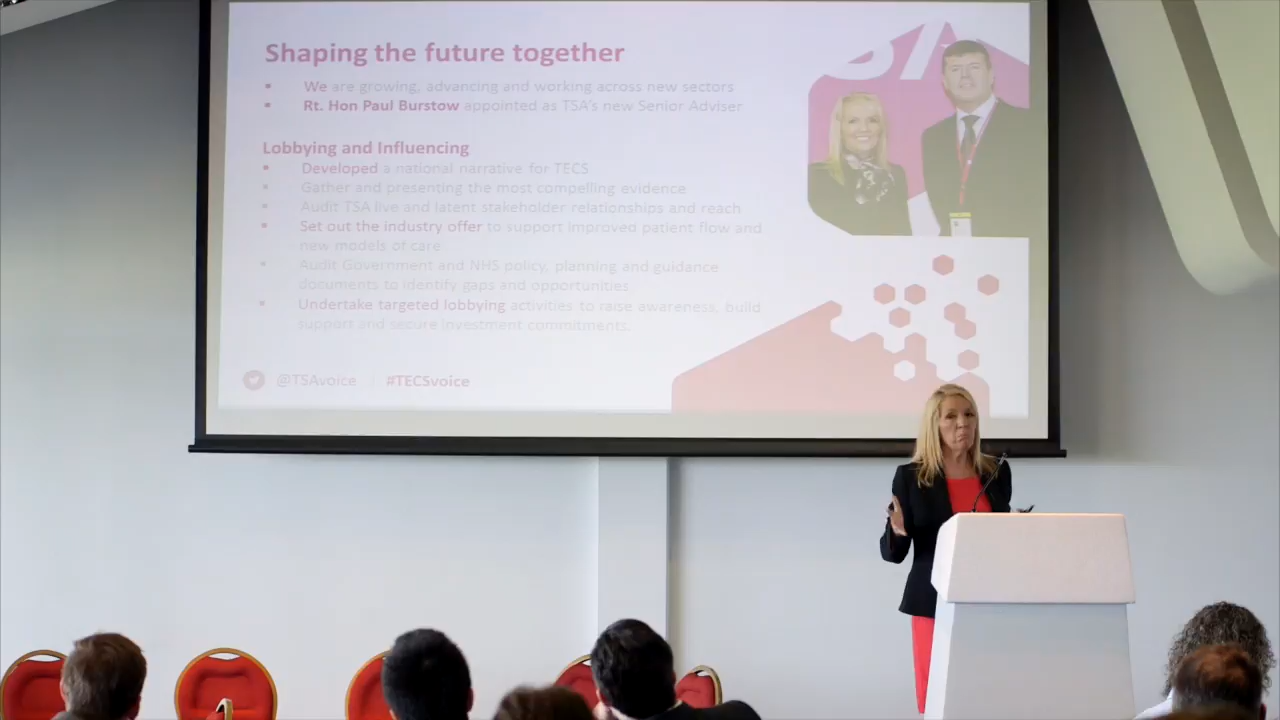 SA
Shaping the future together
• We are growing, advancing and working across new sectors
• Rt. Hon Paul Burstow appointed as TSA's new Senior Adviser
Lobbying and Influencing
• Developed a national narrative for TECS
• Gather and presenting the most compelling evidence
• Audit TSA live and latent stakeholder relationships and reach
• Set out the industry offer to support improved patient flow and
new models of care
• Audit Government and NHS policy, planning and guidance
documents to identify gaps and opportunities
• Undertake targeted lobbying activities to raise awareness, build
support and secure investment commitments.
@TSAvoice | #TECSvoice